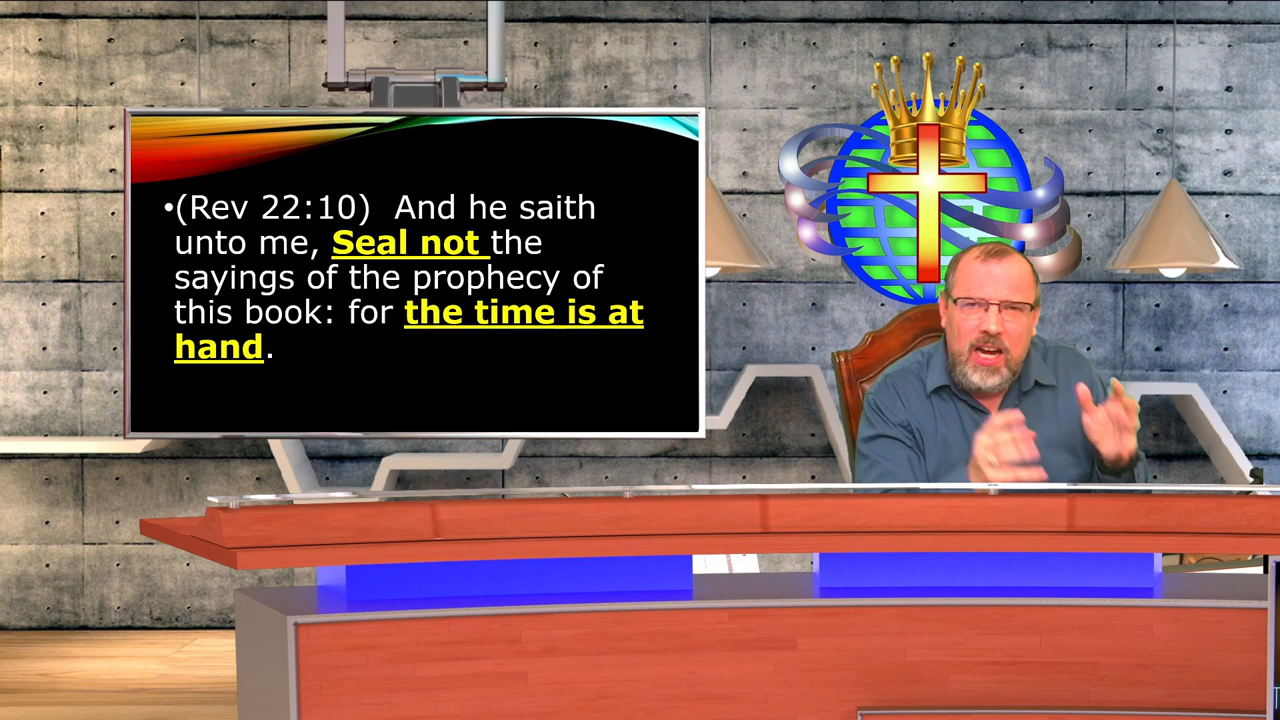 •(Rev 22:10)  And he saith
unto me, Seal not the
sayings of the prophecy of
this book: for the time is at
hand.